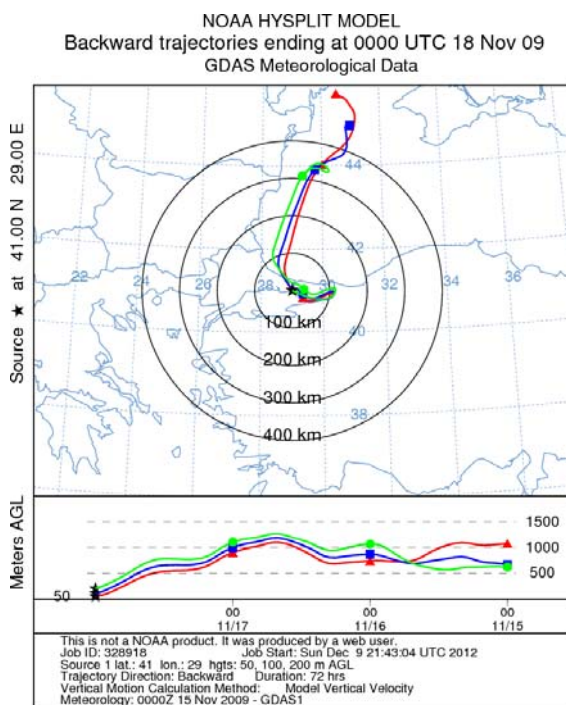 NOAA HYSPLIT MODEL
Backward trajectories ending at 0000 UTC 18 Nov 09
GDAS Meteorological Data
Source ★ at 41.00 N 29.00 E
44
42
22 24 26 28 30 32 34 36
40
38
100 km
200 km
300 km
400 km
Meters AGL
1500
1000
500
50
00 00 00
11/17 11/16 11/15
This is not a NOAA product. It was produced by a web user.
Job ID: 328918 Job Start: Sun Dec 9 21:43:04 UTC 2012
Source 1 lat.: 41 lon.: 29 hgts: 50, 100, 200 m AGL
Trajectory Direction: Backward Duration: 72 hrs
Vertical Motion Calculation Method: Model Vertical Velocity
Meteorology: 0000Z 15 Nov 2009 - GDAS1